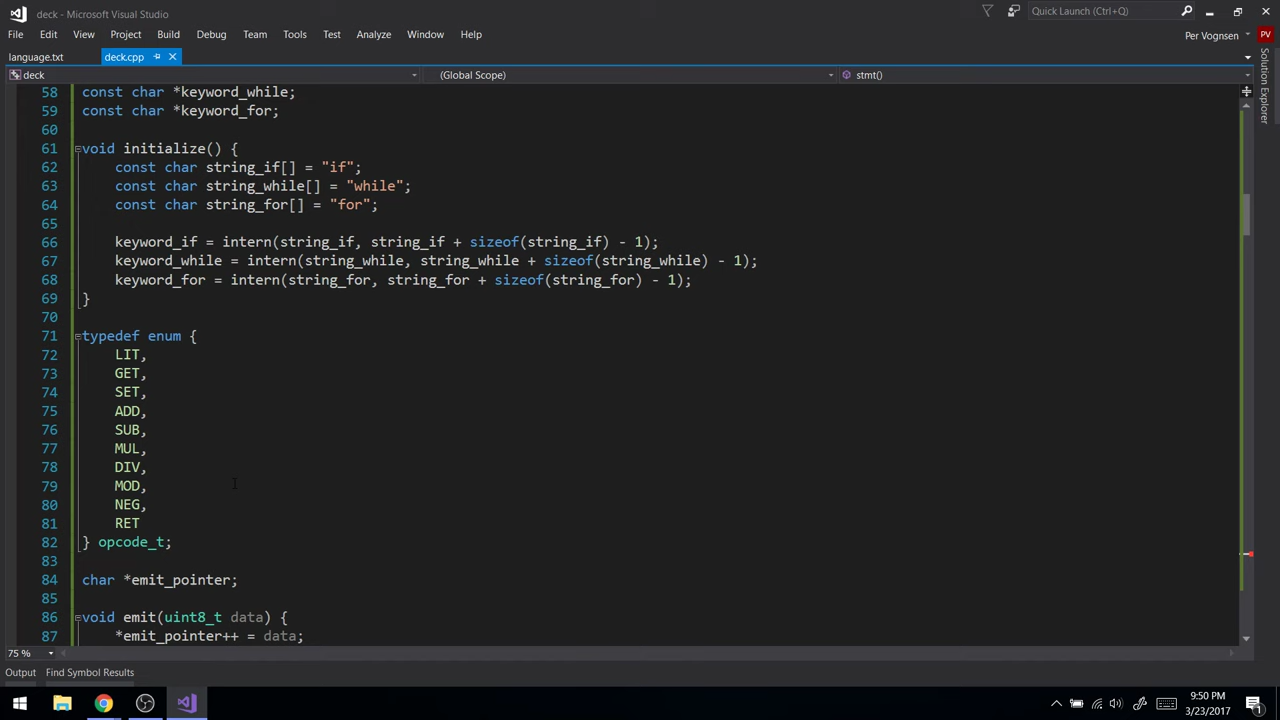 deck - Microsoft Visual Studio
Quick Launch (Ctrl+Q)
File Edit View Project Build Debug Team Tools Test Analyze Window Help
Per Vognsen PV
language.txt deck.cpp
Solution Explorer
deck (Global Scope) stmt()
58 const char *keyword_while;
59 const char *keyword_for;
60
61 void initialize() {
62 const char string_if[] = "if";
63 const char string_while[] = "while";
64 const char string_for[] = "for";
65
66 keyword_if = intern(string_if, string_if + sizeof(string_if) - 1);
67 keyword_while = intern(string_while, string_while + sizeof(string_while) - 1);
68 keyword_for = intern(string_for, string_for + sizeof(string_for) - 1);
69 }
70
71 typedef enum {
72 LIT,
73 GET,
74 SET,
75 ADD,
76 SUB,
77 MUL,
78 DIV,
79 MOD,
80 NEG,
81 RET
82 } opcode_t;
83
84 char *emit_pointer;
85
86 void emit(uint8_t data) {
87 *emit_pointer++ = data;
75 %
Output Find Symbol Results
9:50 PM
3/23/2017
1